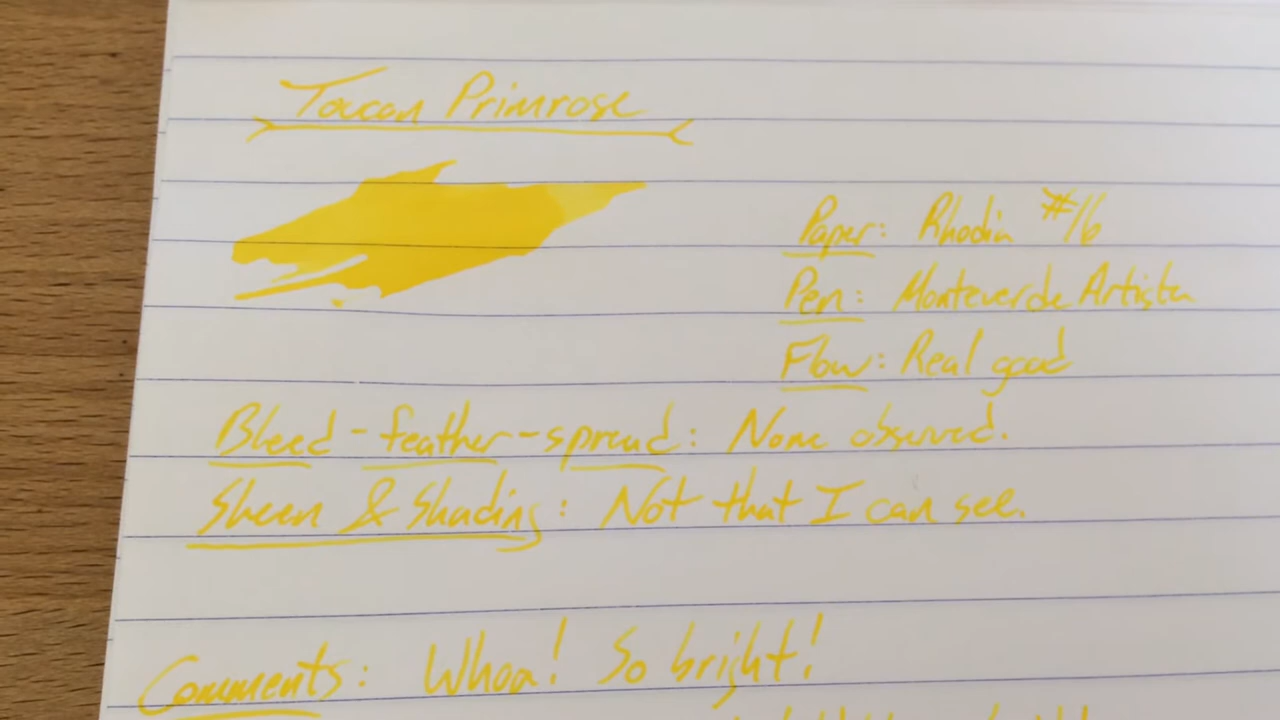 Toucan Primrose
Paper: Rhodia #16
Pen: Monteverde Artista
Flow: Real good
Bleed-feather-spread: None observed.
Sheen & Shading: Not that I can see.
Comments: Whoa! So bright!